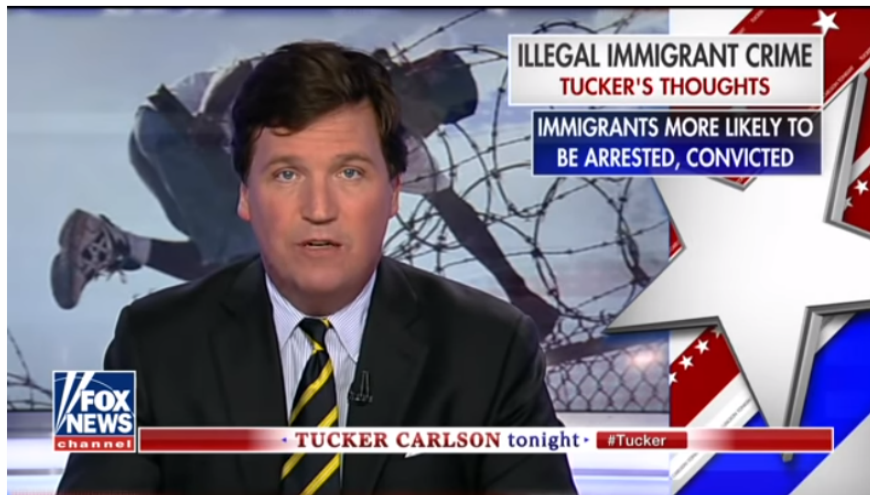 ILLEGAL IMMIGRANT CRIME
TUCKER'S THOUGHTS
IMMIGRANTS MORE LIKELY TO
BE ARRESTED, CONVICTED
FOX
NEWS
channel
TUCKER CARLSON tonight
#Tucker